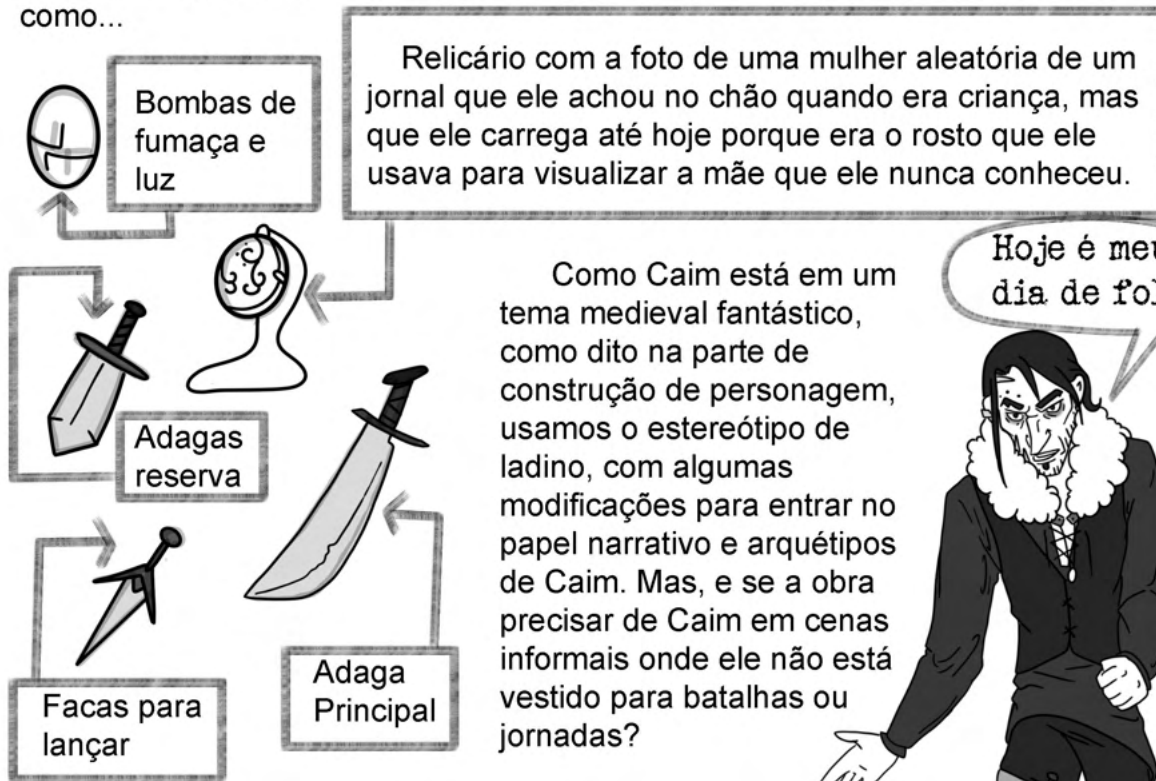 como...
Relicário com a foto de uma mulher aleatória de um
jornal que ele achou no chão quando era criança, mas
que ele carrega até hoje porque era o rosto que ele
usava para visualizar a mãe que ele nunca conheceu.
Bombas de
fumaça e
luz
Adagas
reserva
Facas para
lançar
Adaga
Principal
Como Caim está em um
tema medieval fantástico,
como dito na parte de
construção de personagem,
usamos o estereótipo de
ladino, com algumas
modificações para entrar no
papel narrativo e arquétipos
de Caim. Mas, e se a obra
precisar de Caim em cenas
informais onde ele não está
vestido para batalhas ou
jornadas?
Hoje é meu
dia de